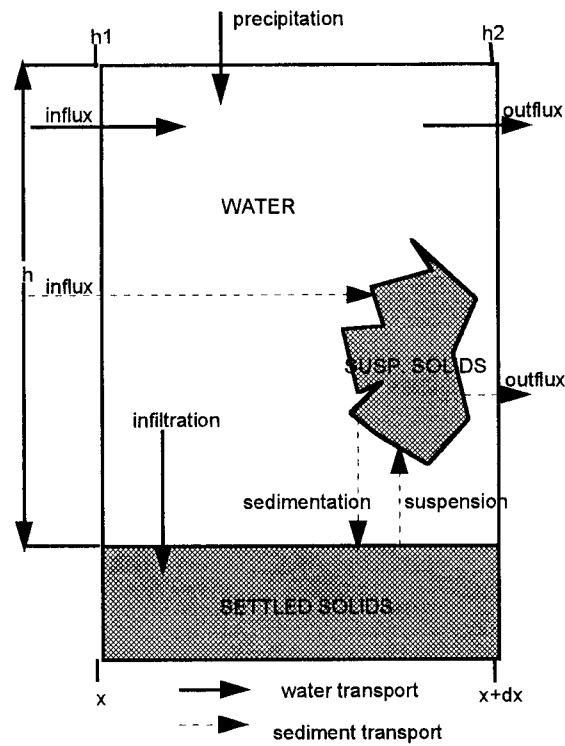 precipitation
h1
h2
influx
outflux
WATER
h
influx
SUSP. SOLIDS
outflux
infiltration
sedimentation
suspension
SETTLED SOLIDS
x
x+dx
water transport
sediment transport